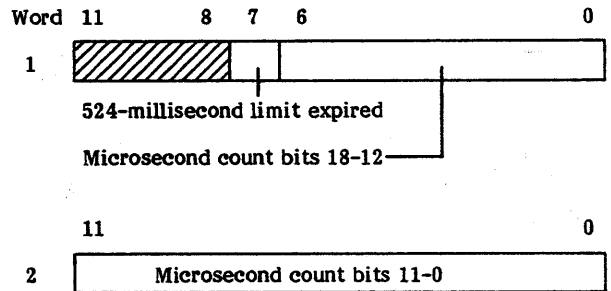 Word 11 8 7 6 0
1
524-millisecond limit expired
Microsecond count bits 18-12
11 0
2 Microsecond count bits 11-0